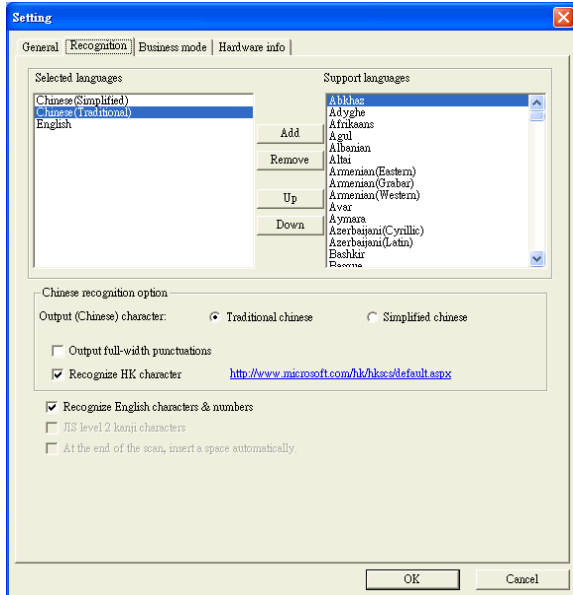 Setting
General Recognition Business mode Hardware info
Selected languages
Chinese(Simplified)
Chinese(Traditional)
English
Add
Remove
Up
Down
Support languages
Abkhaz
Adyghe
Afrikaans
Agul
Albanian
Altai
Armenian(Eastern)
Armenian(Grabar)
Armenian(Western)
Avar
Aymara
Azerbaijani(Cyrillic)
Azerbaijani(Latin)
Bashkir
Basque
Chinese recognition option
Output (Chinese) character: Traditional chinese Simplified chinese
Output full-width punctuations
Recognize HK character http://www.microsoft.com/hk/hkscs/default.aspx
Recognize English characters & numbers
JIS level 2 kanji characters
At the end of the scan, insert a space automatically.
OK Cancel